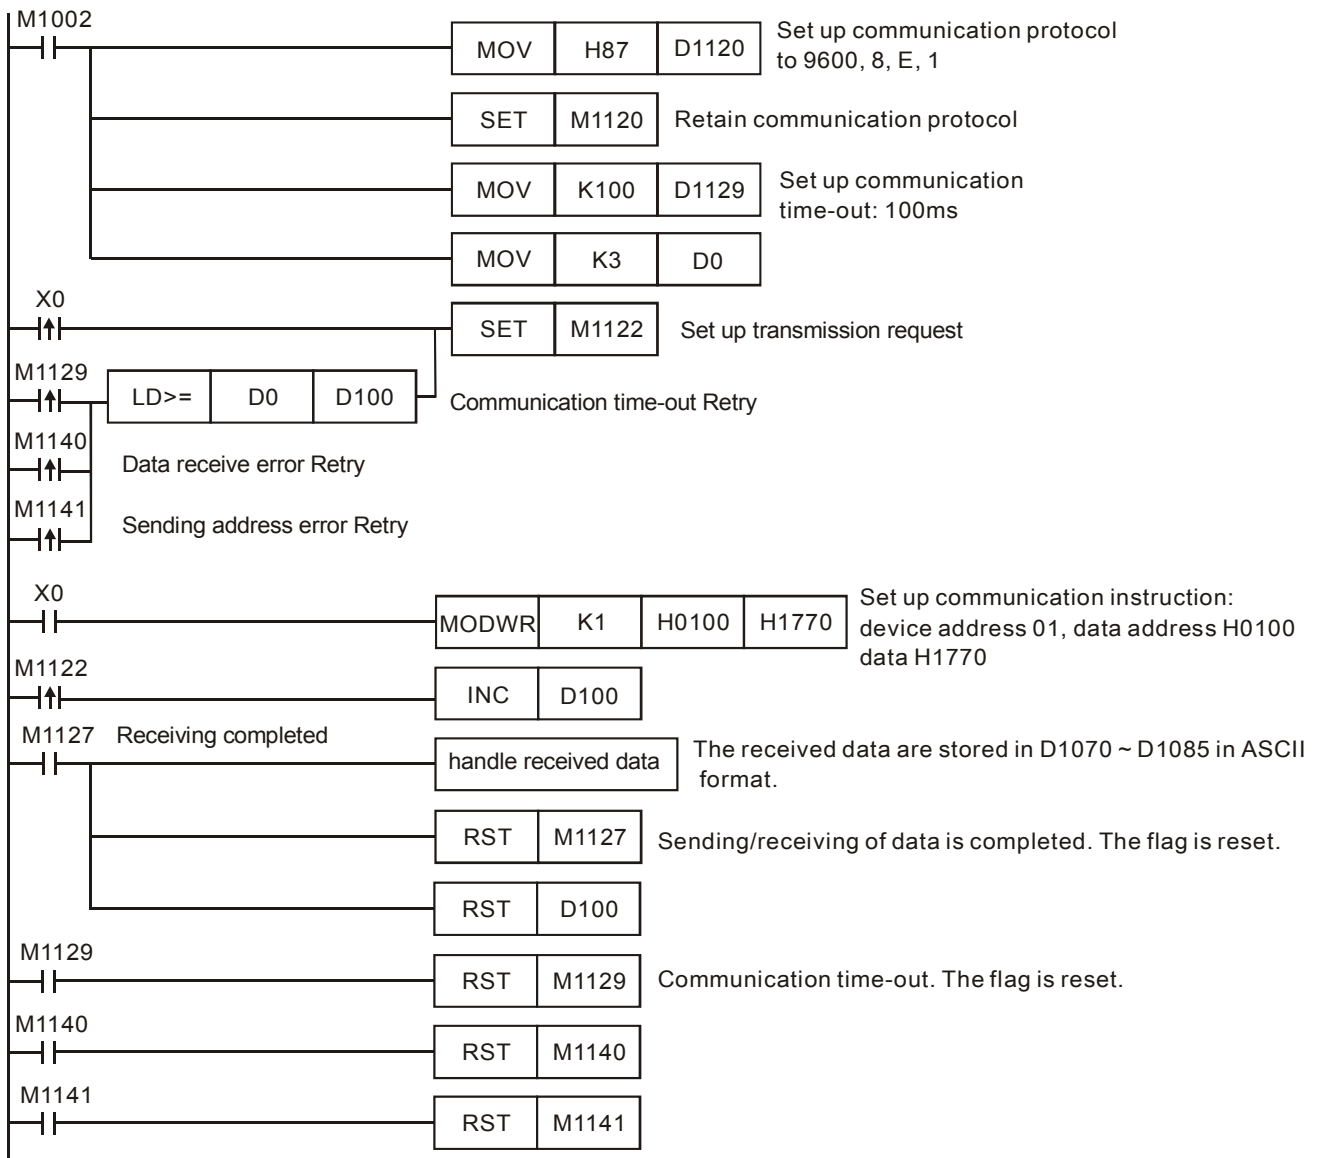 M1002
MOV H87 D1120 Set up communication protocol
to 9600, 8, E, 1
SET M1120 Retain communication protocol
MOV K100 D1129 Set up communication
time-out: 100ms
MOV K3 D0
X0
SET M1122 Set up transmission request
M1129
LD>= D0 D100 Communication time-out Retry
M1140
Data receive error Retry
M1141
Sending address error Retry
X0
MODWR K1 H0100 H1770 Set up communication instruction:
device address 01, data address H0100
data H1770
M1122
INC D100
M1127 Receiving completed
handle received data The received data are stored in D1070 ~ D1085 in ASCII
format.
RST M1127 Sending/receiving of data is completed. The flag is reset.
RST D100
M1129
RST M1129 Communication time-out. The flag is reset.
M1140
RST M1140
M1141
RST M1141